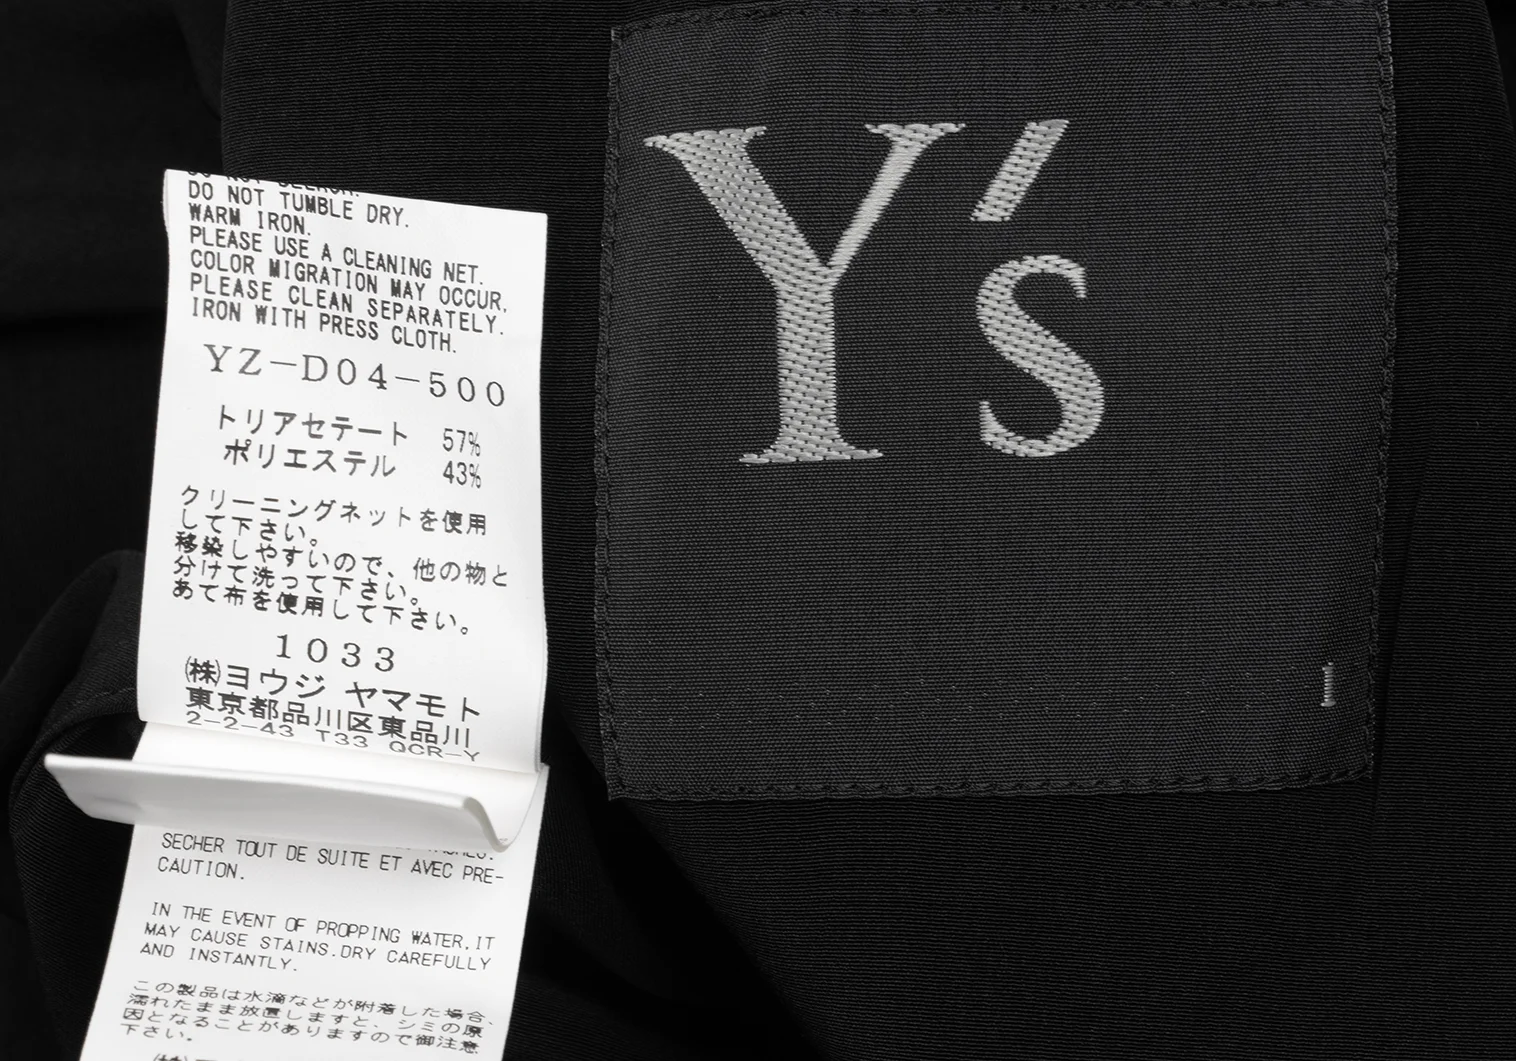 DO NOT BLEACH.
DO NOT TUMBLE DRY.
WARM IRON.
PLEASE USE A CLEANING NET.
COLOR MIGRATION MAY OCCUR,
PLEASE CLEAN SEPARATELY.
IRON WITH PRESS CLOTH.
YZ-D04-500
トリアセテート 57%
ポリエステル 43%
クリーニングネットを使用
して下さい。
移染しやすいので、他の物と
分けて洗って下さい。
あて布を使用して下さい。
1033
㈱ヨウジ ヤマモト
東京都品川区東品川
2-2-43 T33 QCR-Y
SECHER TOUT DE SUITE ET AVEC PRE-
CAUTION.
IN THE EVENT OF PROPPING WATER,IT
MAY CAUSE STAINS.DRY CAREFULLY
AND INSTANTLY.
この製品は水滴などが附着した場合、
濡れたまま放置しますと、シミの原
因となることがありますので御注意
下さい。
Y's
1